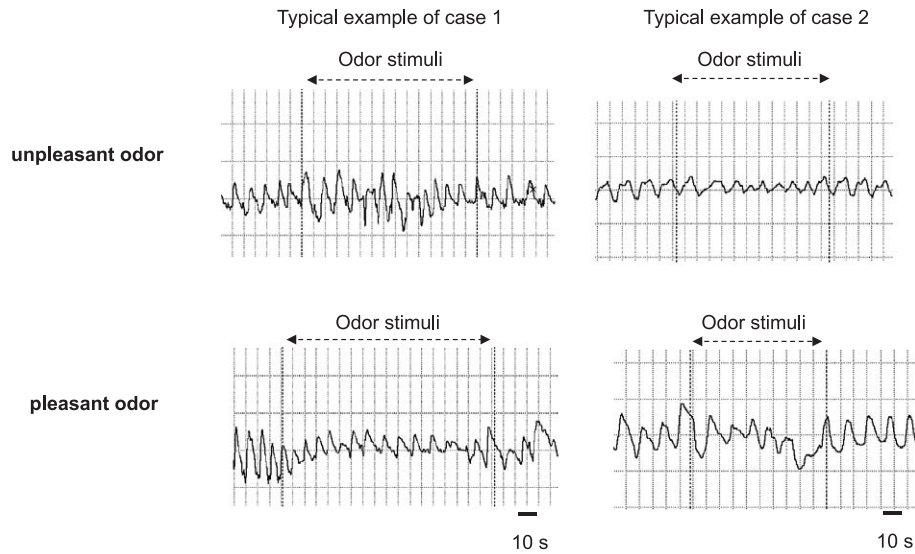 Typical example of case 1
Typical example of case 2
Odor stimuli
Odor stimuli
unpleasant odor
Odor stimuli
Odor stimuli
pleasant odor
10 s
10 s